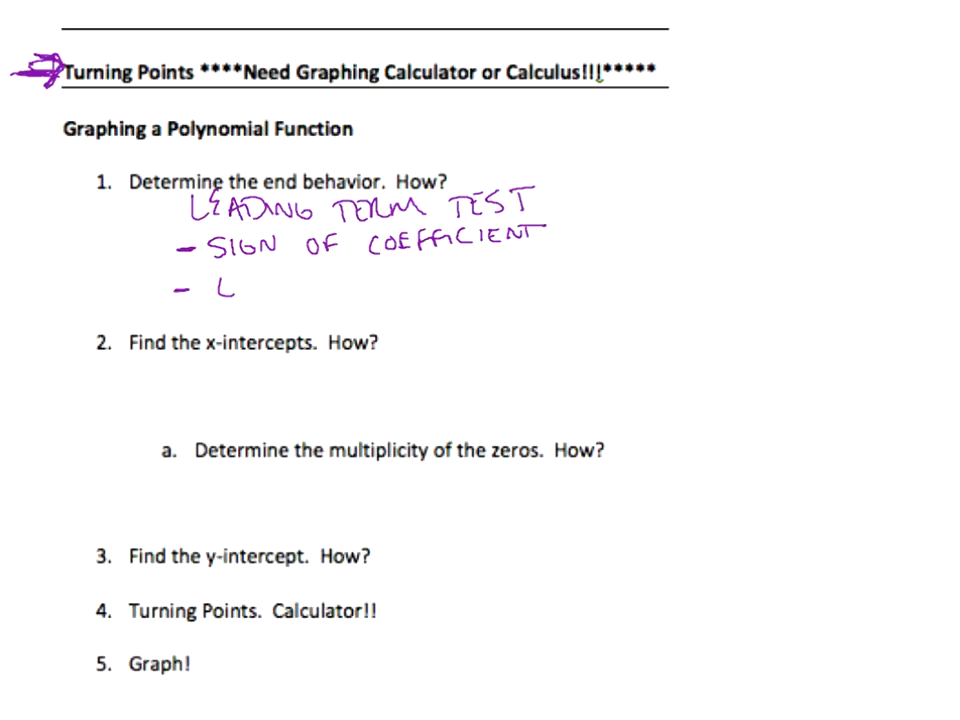 Turning Points ****Need Graphing Calculator or Calculus!!!*****
Graphing a Polynomial Function
1. Determine the end behavior. How?
LEADING TERM TEST
- SIGN OF COEFFICIENT
- L
2. Find the x-intercepts. How?
a. Determine the multiplicity of the zeros. How?
3. Find the y-intercept. How?
4. Turning Points. Calculator!!
5. Graph!